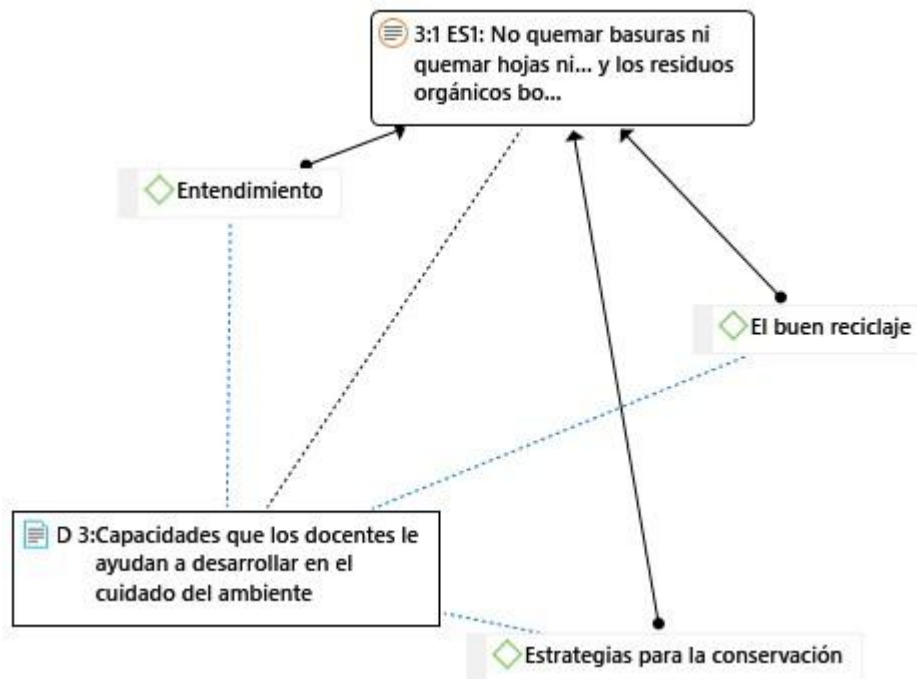 3:1 ES1: No quemar basuras ni
quemar hojas ni... y los residuos
orgánicos bo...
Entendimiento
El buen reciclaje
D 3:Capacidades que los docentes le
ayudan a desarrollar en el
cuidado del ambiente
Estrategias para la conservación